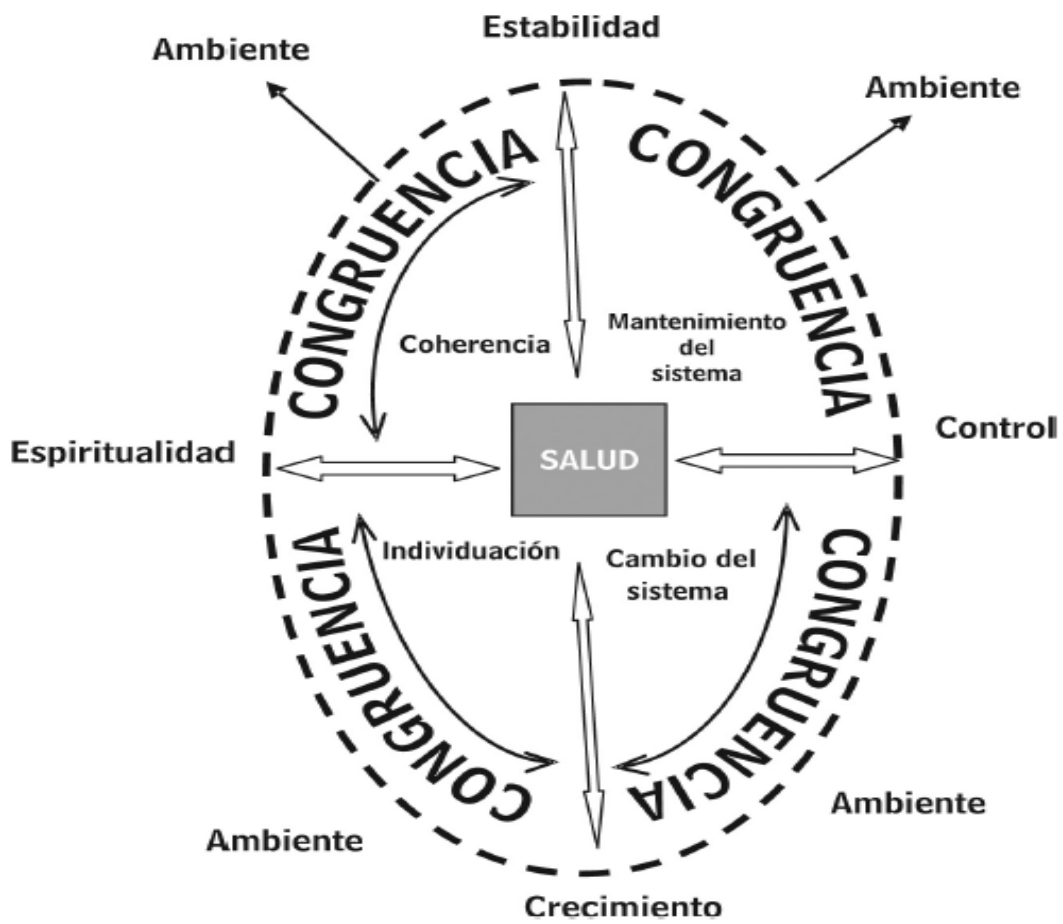 Estabilidad
Ambiente
Ambiente
CONGRUENCIA
CONGRUENCIA
Coherencia
Mantenimiento
del
sistema
Espiritualidad
SALUD
Control
Individuación
Cambio del
sistema
CONGRUENCIA
CONGRUENCIA
Ambiente
Ambiente
Crecimiento